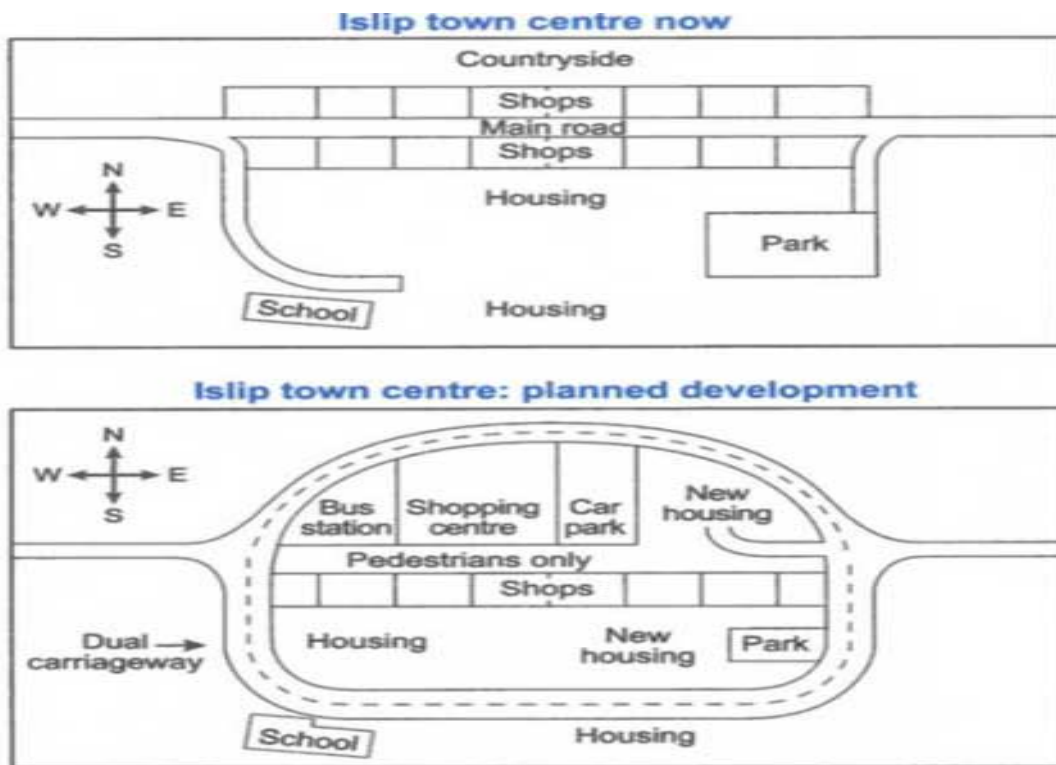 Islip town centre now
Countryside
Shops
Main road
Shops
N
W E
S
Housing
Park
School
Housing
Islip town centre: planned development
N
W E
S
Bus
station
Shopping
centre
Car
park
New
housing
Pedestrians only
Shops
Dual
carriageway
Housing
New
housing
Park
School
Housing